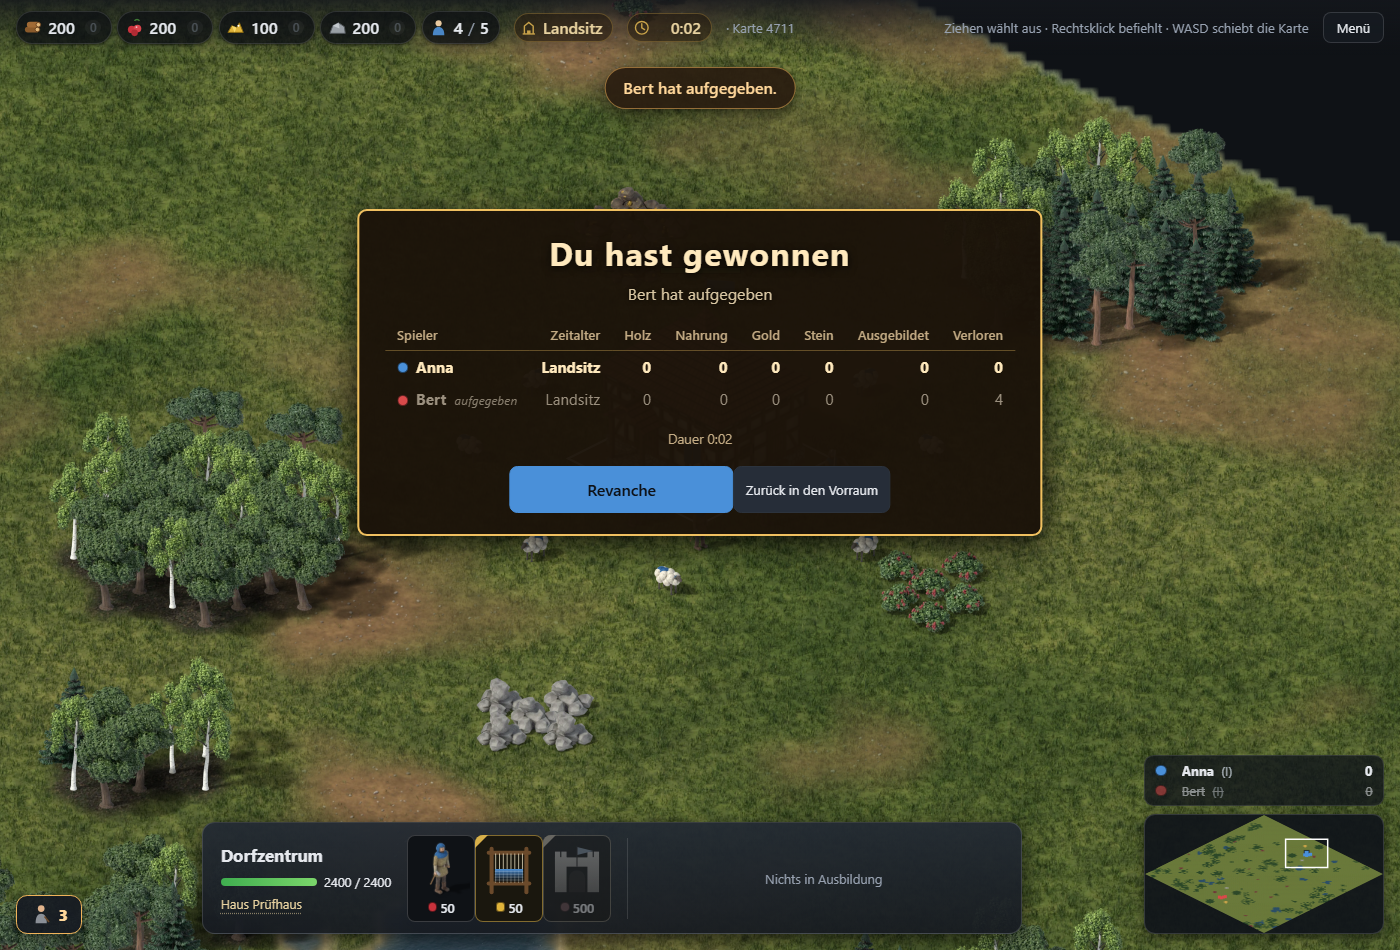 200 0 200 0 100 0 200 0 4 / 5 Landsitz 0:02 · Karte 4711 Ziehen wählt aus · Rechtsklick befiehlt · WASD schiebt die Karte Menü
Bert hat aufgegeben.
Du hast gewonnen
Bert hat aufgegeben
Spieler Zeitalter Holz Nahrung Gold Stein Ausgebildet Verloren
Anna Landsitz 0 0 0 0 0 0
Bert aufgegeben Landsitz 0 0 0 0 0 4
Dauer 0:02
Revanche Zurück in den Vorraum
Anna (I) 0
Bert (I) 0
Dorfzentrum
2400 / 2400
Haus Prüfhaus
50 50 500
Nichts in Ausbildung
3